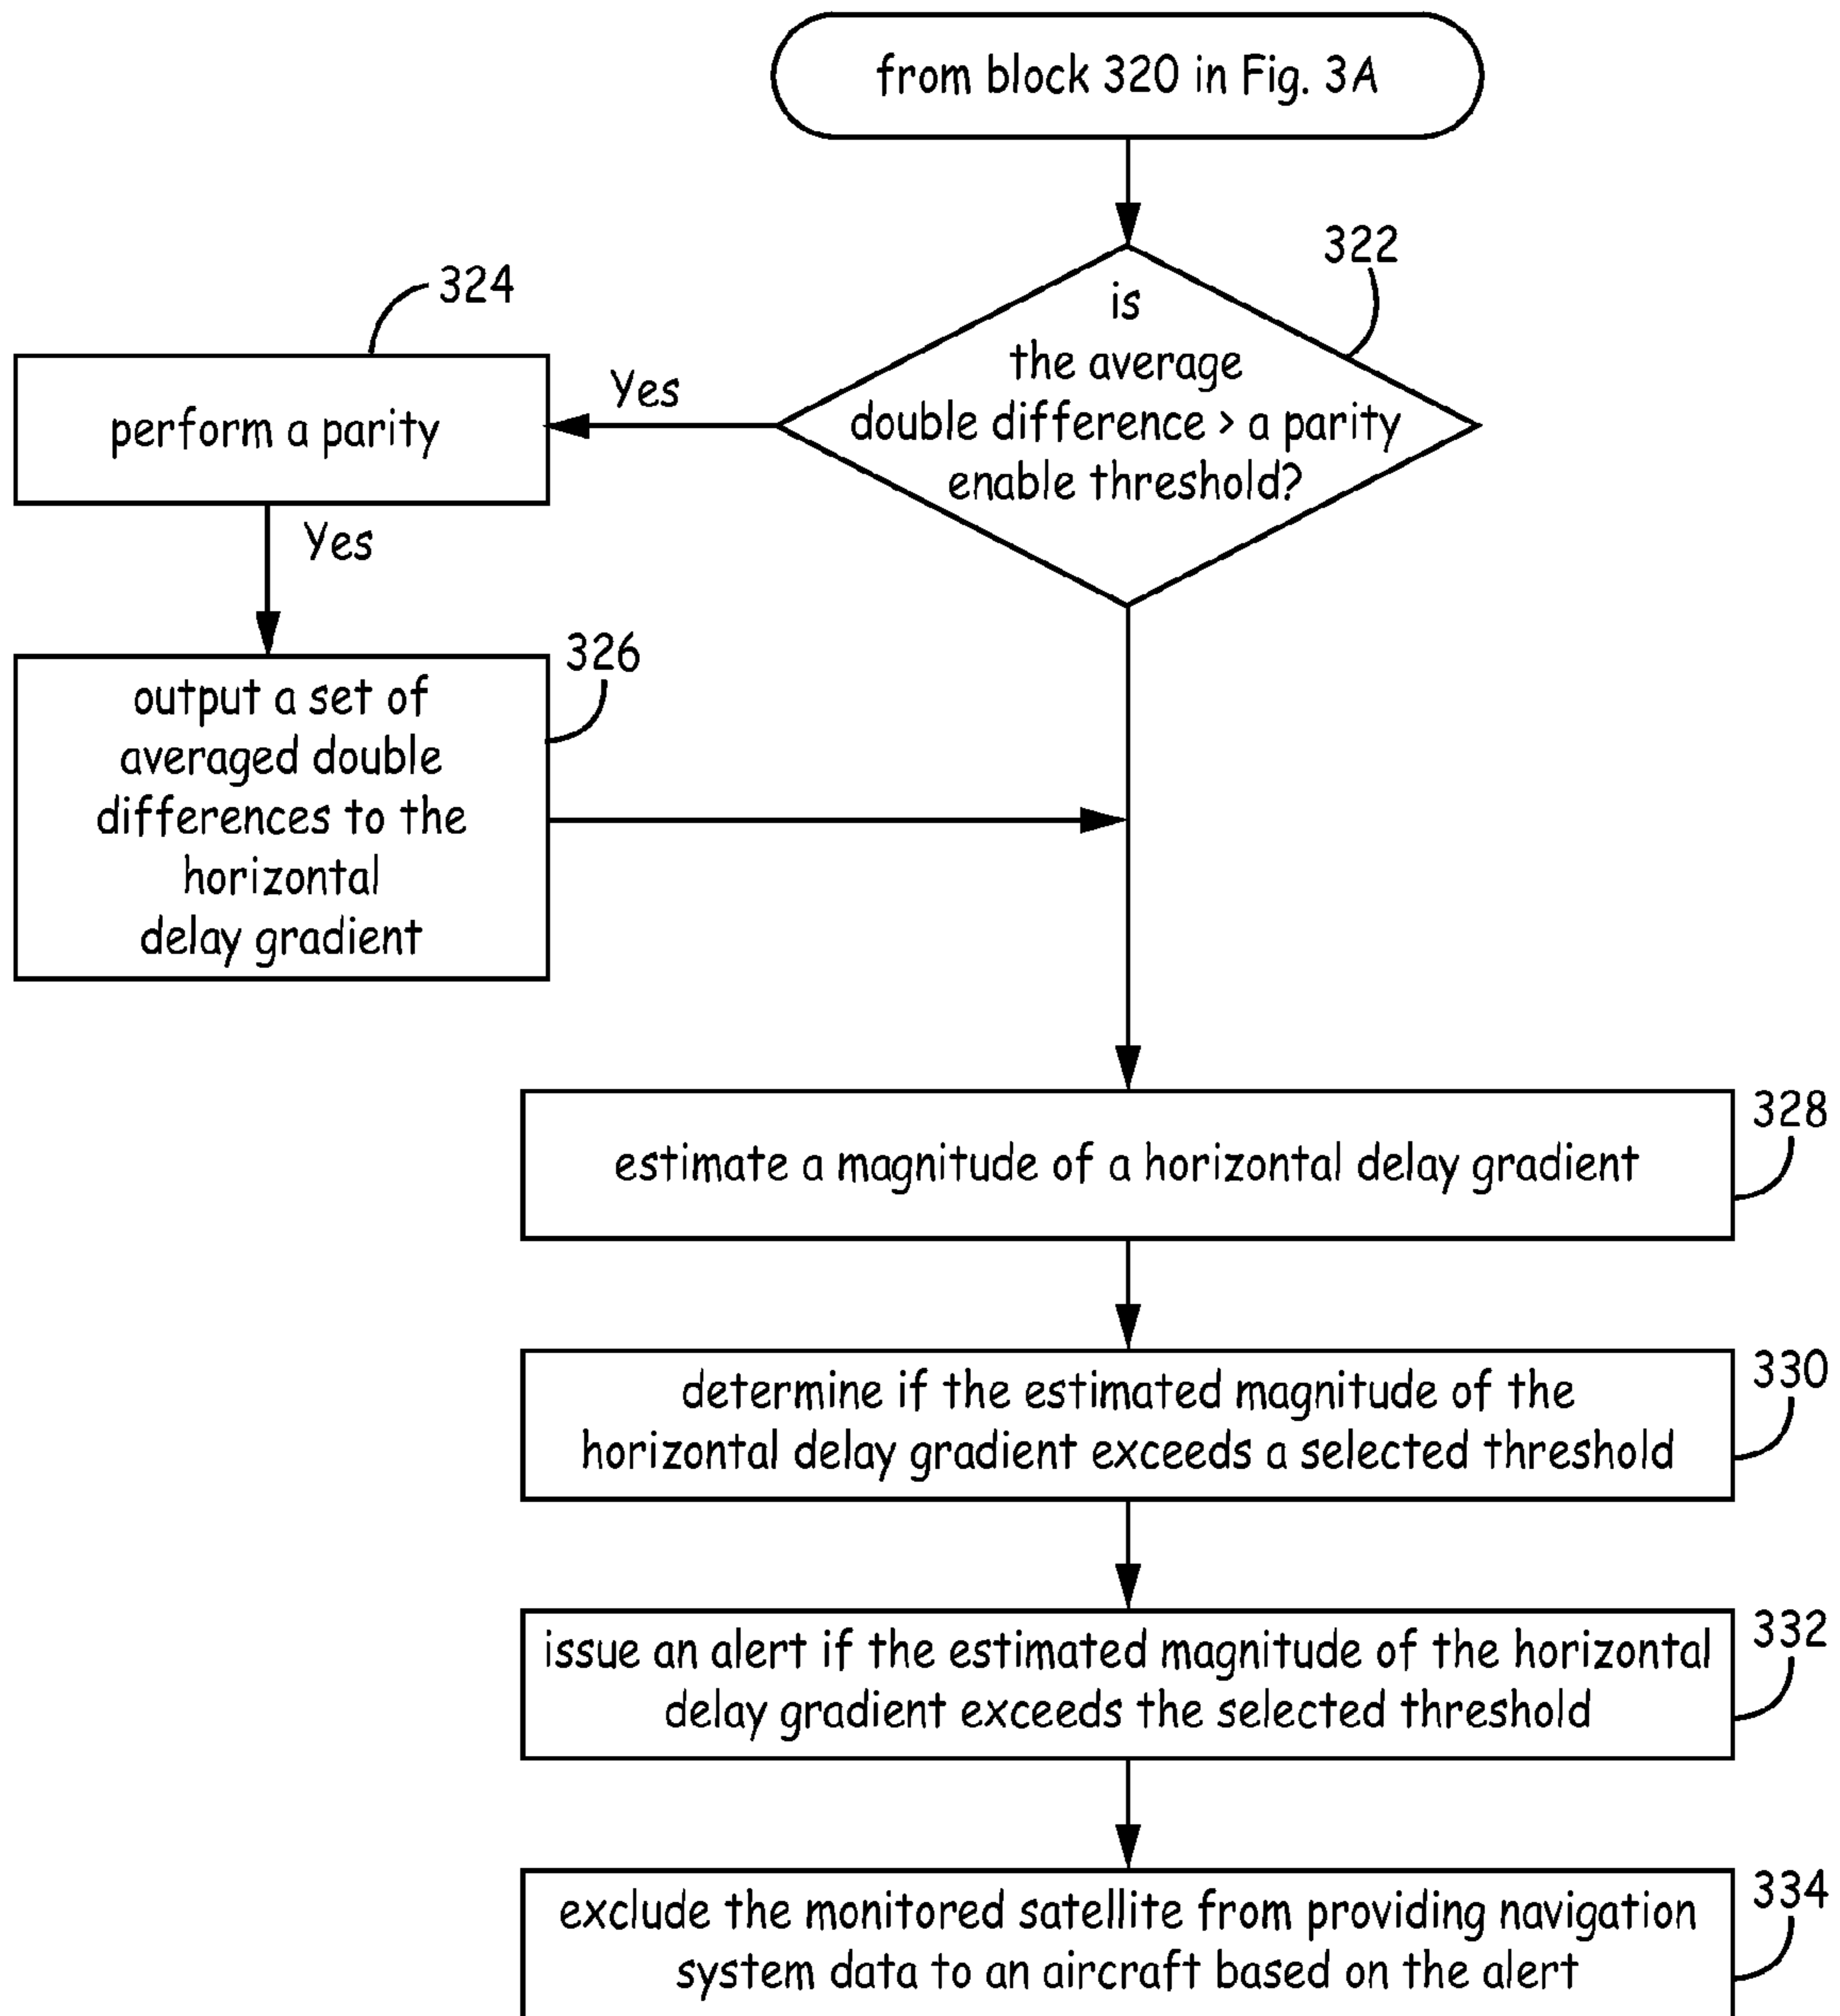 from block 320 in Fig. 3A
322
is
the average
double difference > a parity
enable threshold?
Yes
324
perform a parity
Yes
326
output a set of
averaged double
differences to the
horizontal
delay gradient
328
estimate a magnitude of a horizontal delay gradient
330
determine if the estimated magnitude of the
horizontal delay gradient exceeds a selected threshold
332
issue an alert if the estimated magnitude of the horizontal
delay gradient exceeds the selected threshold
334
exclude the monitored satellite from providing navigation
system data to an aircraft based on the alert